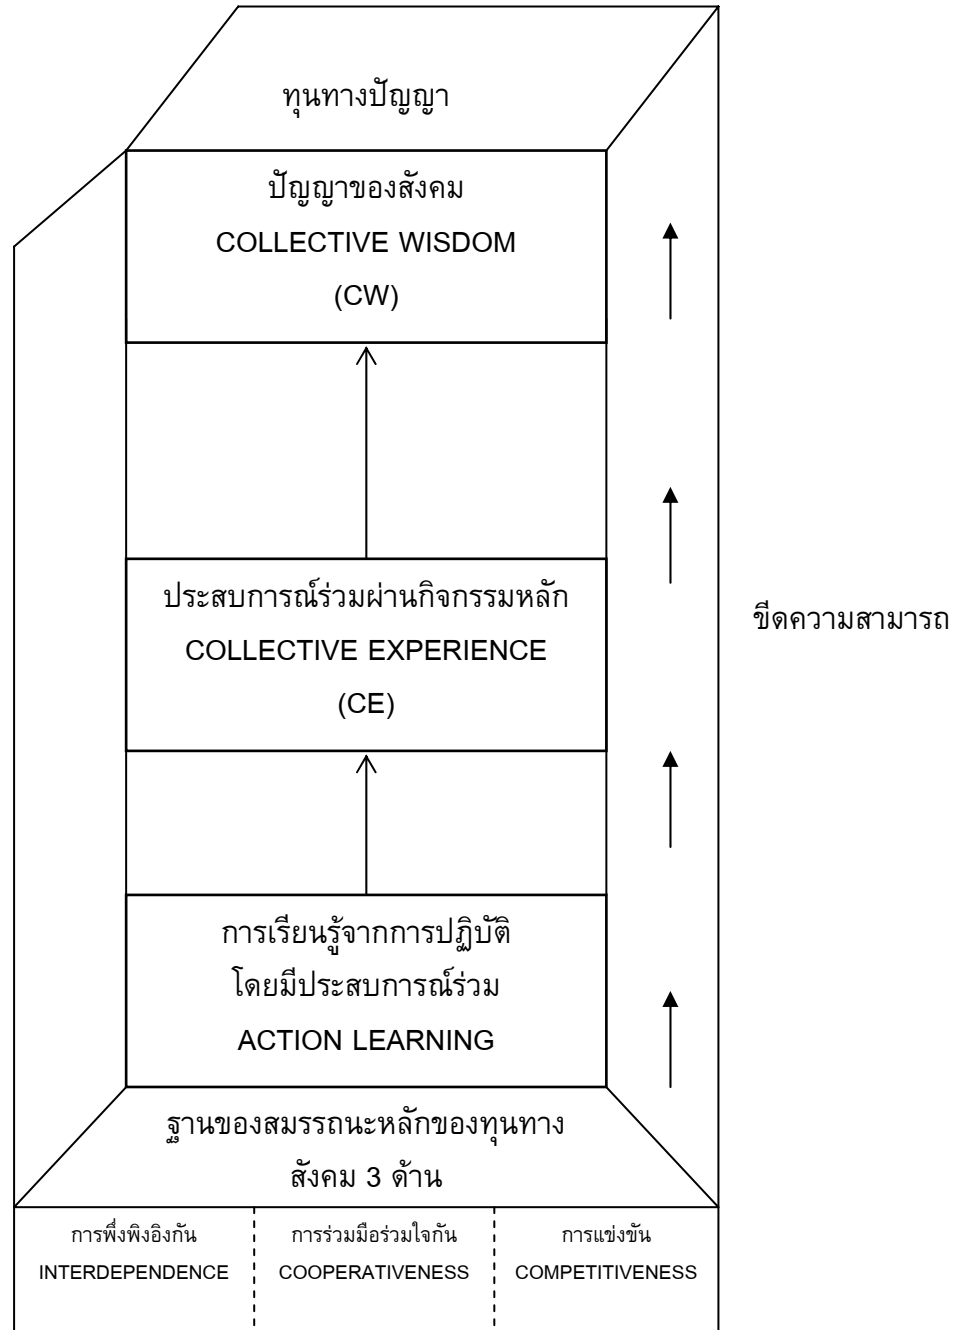 ทุนทางปัญญา
ปัญญาของสังคม
COLLECTIVE WISDOM
(CW)
ประสบการณ์ร่วมผ่านกิจกรรมหลัก
COLLECTIVE EXPERIENCE
(CE)
ขีดความสามารถ
การเรียนรู้จากการปฏิบัติ
โดยมีประสบการณ์ร่วม
ACTION LEARNING
ฐานของสมรรถนะหลักของทุนทาง
สังคม 3 ด้าน
การพึ่งพิงอิงกัน
INTERDEPENDENCE
การร่วมมือร่วมใจกัน
COOPERATIVENESS
การแข่งขัน
COMPETITIVENESS